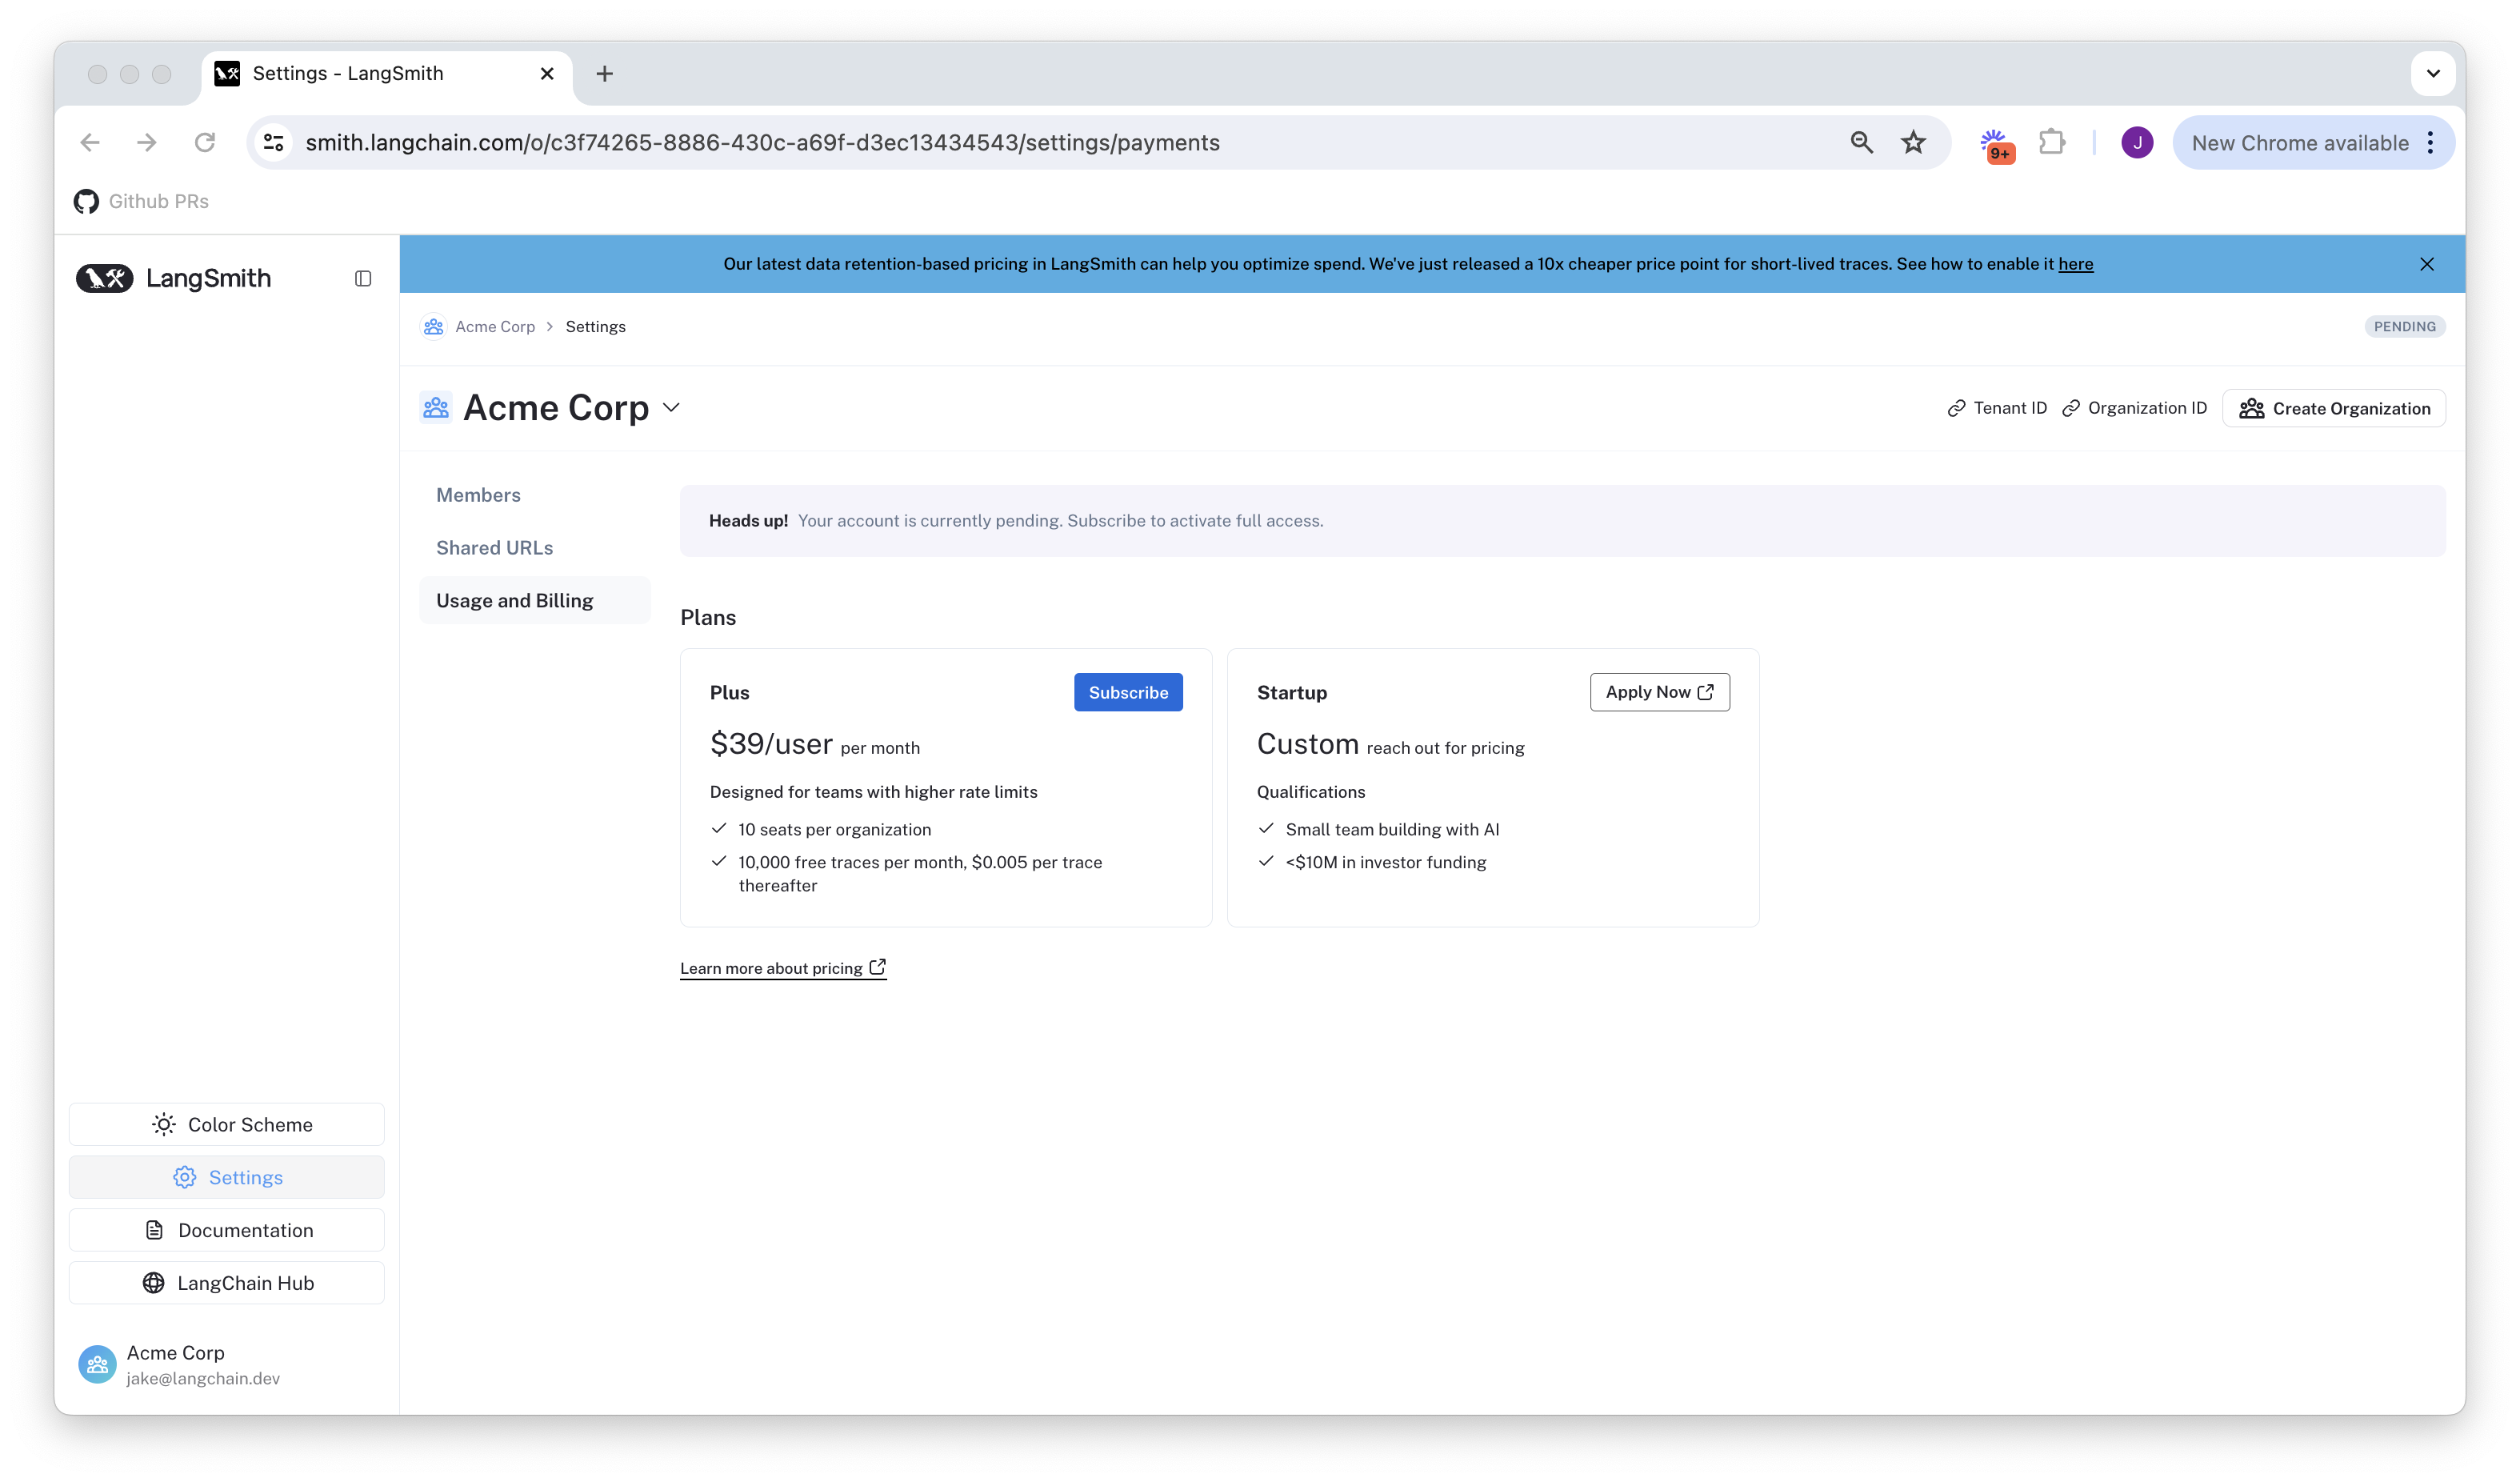 Settings - LangSmith
smith.langchain.com/o/c3f74265-8886-430c-a69f-d3ec13434543/settings/payments
9+
J
New Chrome available
Github PRs
LangSmith
Our latest data retention-based pricing in LangSmith can help you optimize spend. We've just released a 10x cheaper price point for short-lived traces. See how to enable it here
Acme Corp > Settings
PENDING
Acme Corp
Tenant ID
Organization ID
Create Organization
Members
Shared URLs
Usage and Billing
Heads up! Your account is currently pending. Subscribe to activate full access.
Plans
Plus
Subscribe
$39/user per month
Designed for teams with higher rate limits
10 seats per organization
10,000 free traces per month, $0.005 per trace
thereafter
Startup
Apply Now
Custom reach out for pricing
Qualifications
Small team building with AI
<$10M in investor funding
Learn more about pricing
Color Scheme
Settings
Documentation
LangChain Hub
Acme Corp
jake@langchain.dev